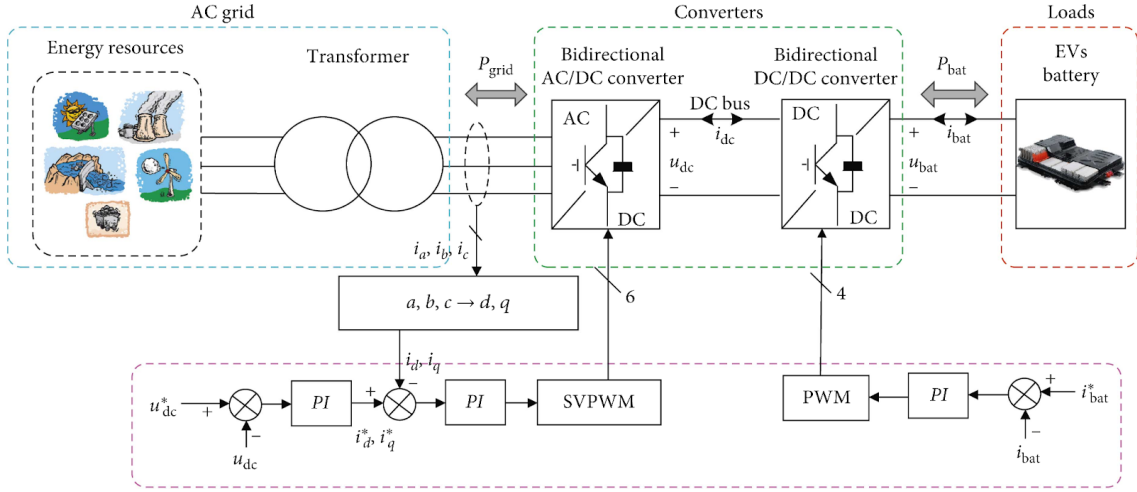 AC grid
Converters
Loads
Energy resources
Transformer
P_grid
Bidirectional
AC/DC converter
Bidirectional
DC/DC converter
P_bat
EVs
battery
AC
DC
DC bus
i_dc
+
u_dc
−
DC
DC
i_bat
+
u_bat
−
i_a, i_b, i_c
6
4
a, b, c → d, q
i_d, i_q
u*_dc
+
−
u_dc
PI
+
−
i*_d, i*_q
PI
SVPWM
PWM
PI
+
i*_bat
−
i_bat